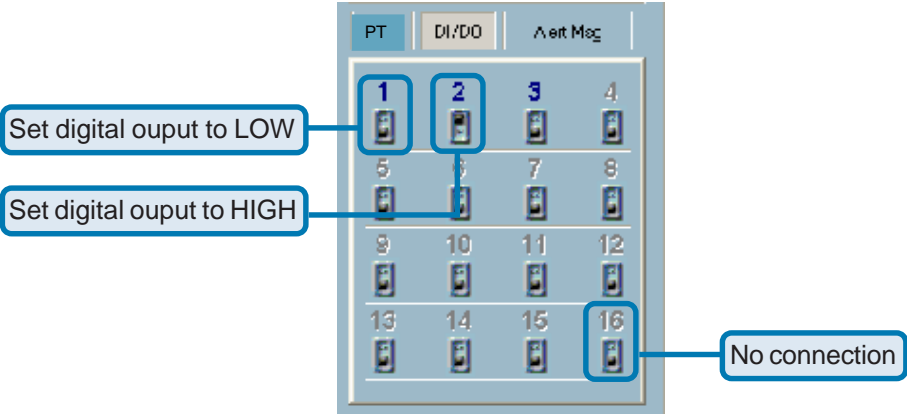 PT DI/DO Alert Msg
1 2 3 4
Set digital ouput to LOW
5 6 7 8
Set digital ouput to HIGH
9 10 11 12
13 14 15 16
No connection